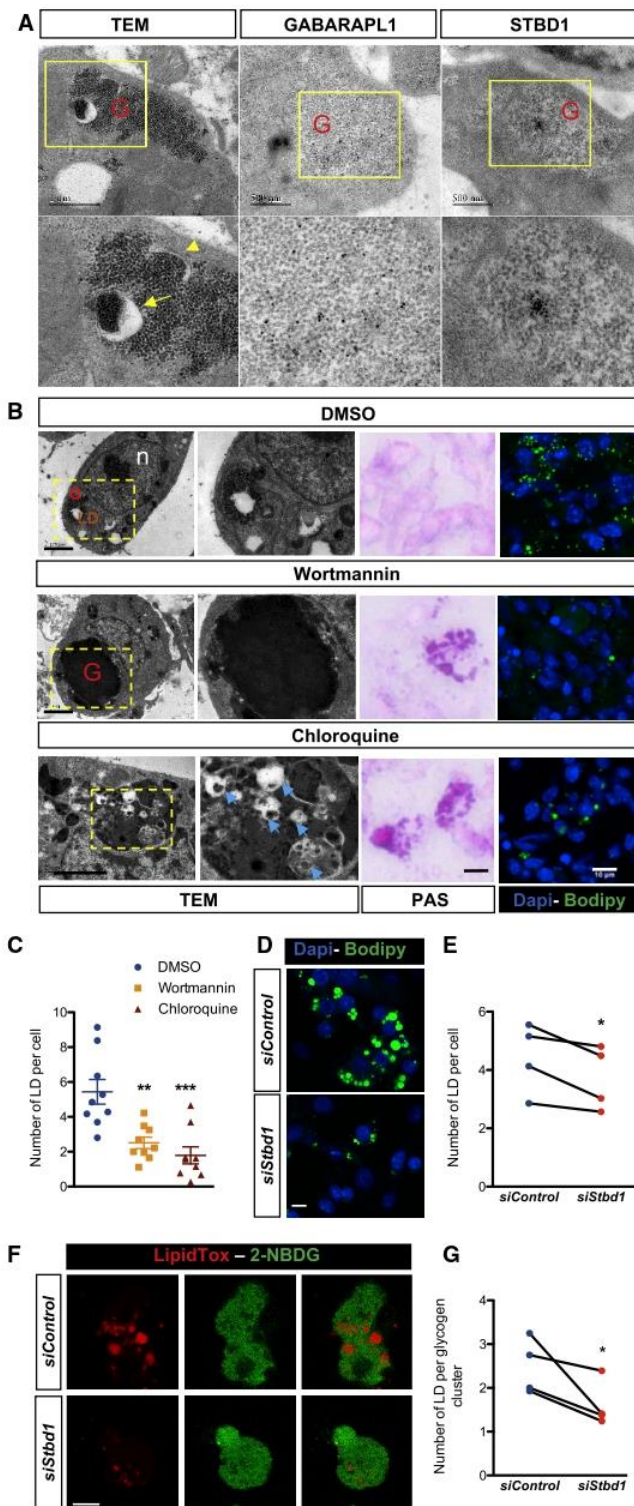 A
TEM
GABARAPL1
STBD1
G
G
G
500 nm
500 nm
B
DMSO
n
G
LD
Wortmannin
G
Chloroquine
10 µm
TEM
PAS
Dapi- Bodipy
C
DMSO
Wortmannin
Chloroquine
Number of LD per cell
10
8
6
4
2
0
**
***
D
Dapi- Bodipy
siControl
siStbd1
E
Number of LD per cell
6
4
2
0
*
siControl
siStbd1
F
LipidTox – 2-NBDG
siControl
siStbd1
G
Number of LD per glycogen
cluster
4
3
2
1
0
*
siControl
siStbd1